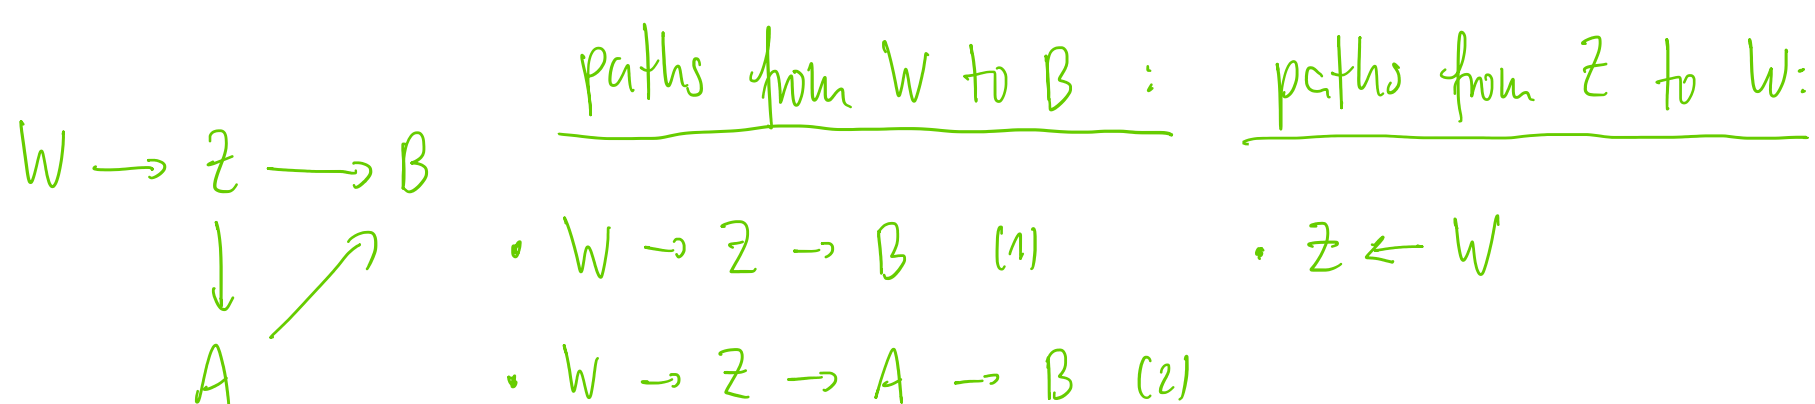 paths from W to B :
paths from Z to W:
W → Z → B
A
• W → Z → B (1)
• W → Z → A → B (2)
• Z ← W